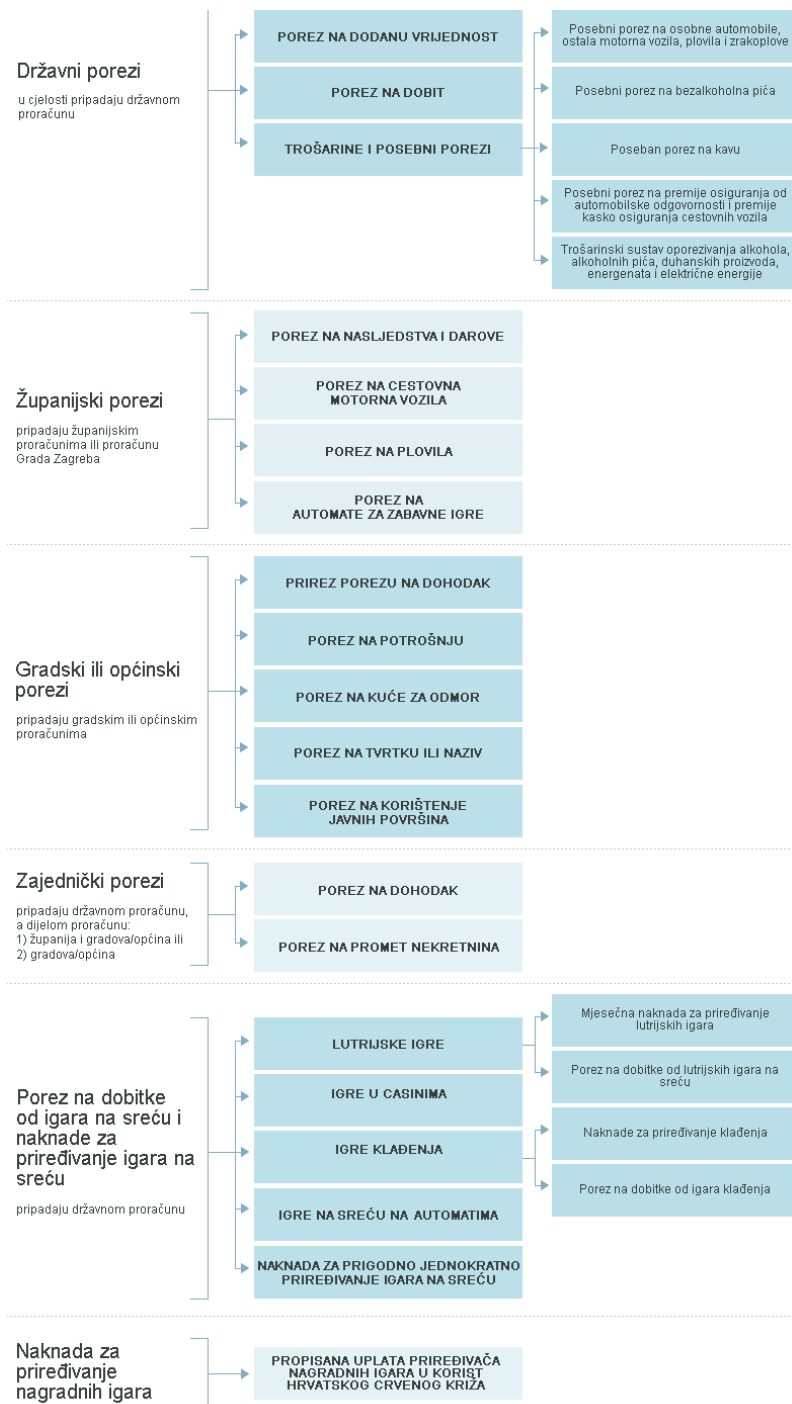 Državni porezi
u cjelosti pripadaju državnom
proračunu
POREZ NA DODANU VRIJEDNOST
POREZ NA DOBIT
TROŠARINE I POSEBNI POREZI
Posebni porez na osobne automobile,
ostala motorna vozila, plovila i zrakoplove
Posebni porez na bezalkoholna pića
Poseban porez na kavu
Posebni porez na premije osiguranja od
automobilske odgovornosti i premije
kasko osiguranja cestovnih vozila
Trošarinski sustav oporezivanja alkohola,
alkoholnih pića, duhanskih proizvoda,
energenata i električne energije
Županijski porezi
pripadaju županijskim
proračunima ili proračunu
Grada Zagreba
POREZ NA NASLJEDSTVA I DAROVE
POREZ NA CESTOVNA
MOTORNA VOZILA
POREZ NA PLOVILA
POREZ NA
AUTOMATE ZA ZABAVNE IGRE
Gradski ili općinski
porezi
pripadaju gradskim ili općinskim
proračunima
PRIREZ POREZU NA DOHODAK
POREZ NA POTROŠNJU
POREZ NA KUĆE ZA ODMOR
POREZ NA TVRTKU ILI NAZIV
POREZ NA KORIŠTENJE
JAVNIH POVRŠINA
Zajednički porezi
pripadaju državnom proračunu,
a dijelom proračunu:
1) županija i gradova/općina ili
2) gradova/općina
POREZ NA DOHODAK
POREZ NA PROMET NEKRETNINA
Porez na dobitke
od igara na sreću i
naknade za
priređivanje igara na
sreću
pripadaju državnom proračunu
LUTRIJSKE IGRE
IGRE U CASINIMA
IGRE KLAĐENJA
IGRE NA SREĆU NA AUTOMATIMA
NAKNADA ZA PRIGODNO JEDNOKRATNO
PRIREĐIVANJE IGARA NA SREĆU
Mjesečna naknada za priređivanje
lutrijskih igara
Porez na dobitke od lutrijskih igara na
sreću
Naknade za priređivanje klađenja
Porez na dobitke od igara klađenja
Naknada za
priređivanje
nagradnih igara
PROPISANA UPLATA PRIREĐIVAČA
NAGRADNIH IGARA U KORIST
HRVATSKOG CRVENOG KRIŽA